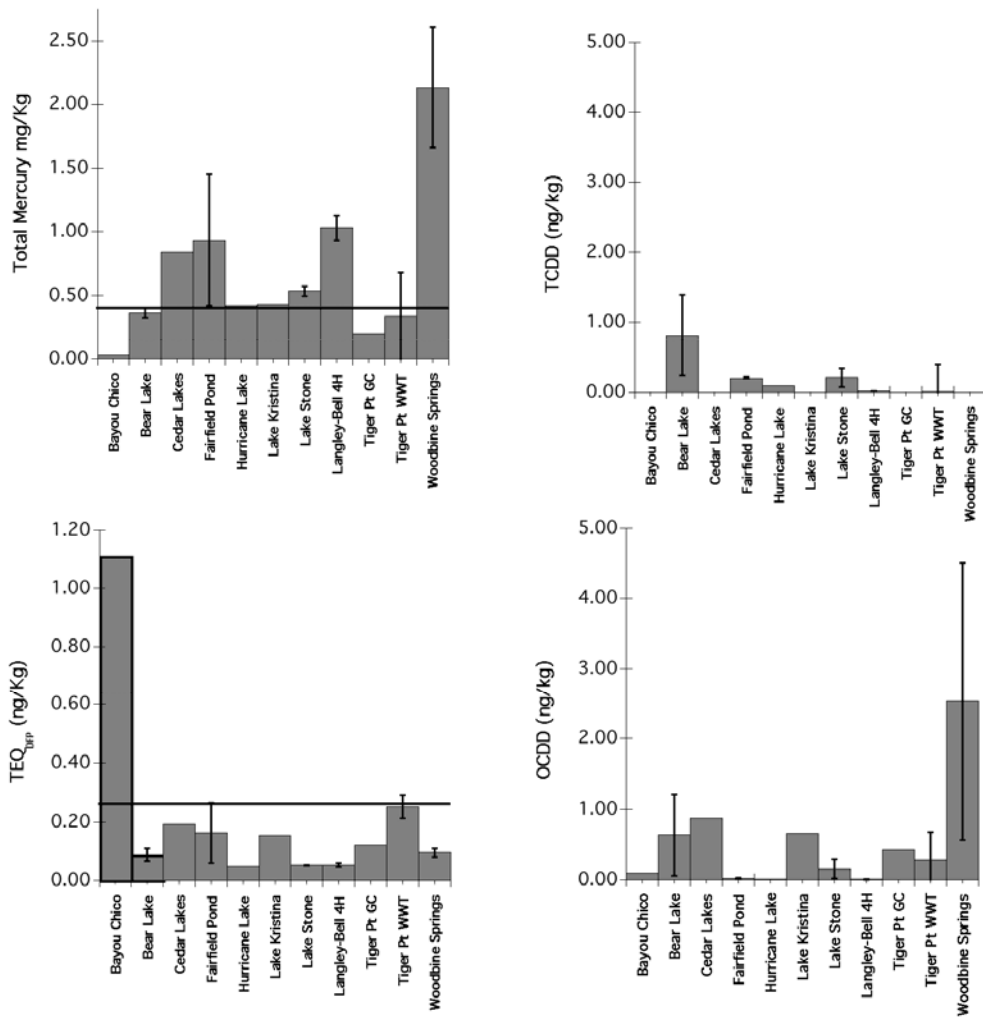 Total Mercury mg/Kg
2.50
2.00
1.50
1.00
0.50
0.00
Bayou Chico
Bear Lake
Cedar Lakes
Fairfield Pond
Hurricane Lake
Lake Kristina
Lake Stone
Langley-Bell 4H
Tiger Pt GC
Tiger Pt WWT
Woodbine Springs
TCDD (ng/kg)
5.00
4.00
3.00
2.00
1.00
0.00
Bayou Chico
Bear Lake
Cedar Lakes
Fairfield Pond
Hurricane Lake
Lake Kristina
Lake Stone
Langley-Bell 4H
Tiger Pt GC
Tiger Pt WWT
Woodbine Springs
TEQ DFP (ng/Kg)
1.20
1.00
0.80
0.60
0.40
0.20
0.00
Bayou Chico
Bear Lake
Cedar Lakes
Fairfield Pond
Hurricane Lake
Lake Kristina
Lake Stone
Langley-Bell 4H
Tiger Pt GC
Tiger Pt WWT
Woodbine Springs
OCDD (ng/kg)
5.00
4.00
3.00
2.00
1.00
0.00
Bayou Chico
Bear Lake
Cedar Lakes
Fairfield Pond
Hurricane Lake
Lake Kristina
Lake Stone
Langley-Bell 4H
Tiger Pt GC
Tiger Pt WWT
Woodbine Springs